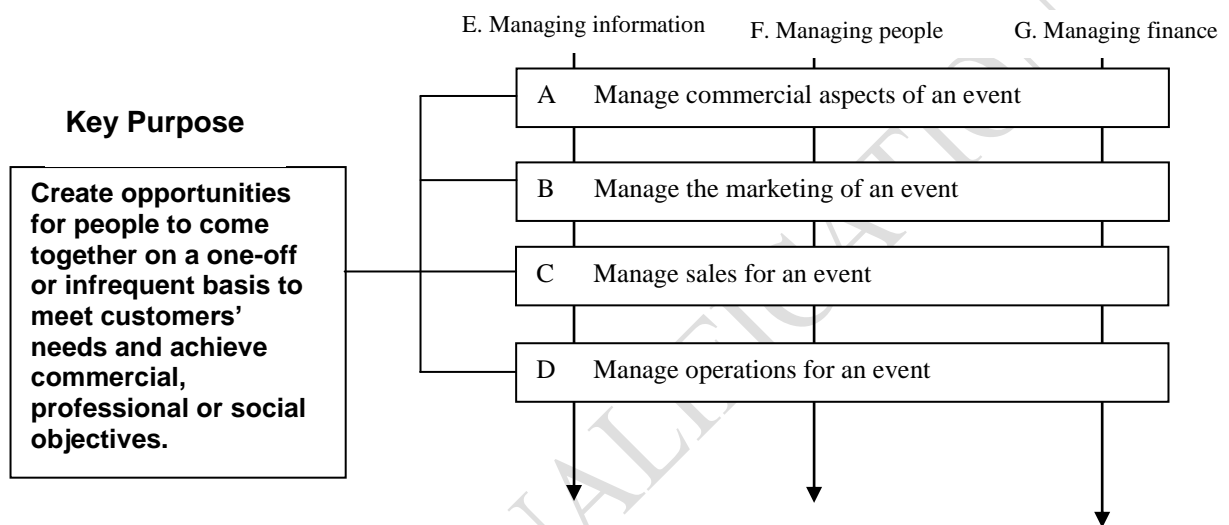 E. Managing information F. Managing people G. Managing finance
A Manage commercial aspects of an event
Key Purpose
B Manage the marketing of an event
Create opportunities
for people to come
together on a one-off
or infrequent basis to
meet customers’
needs and achieve
commercial,
professional or social
objectives.
C Manage sales for an event
D Manage operations for an event